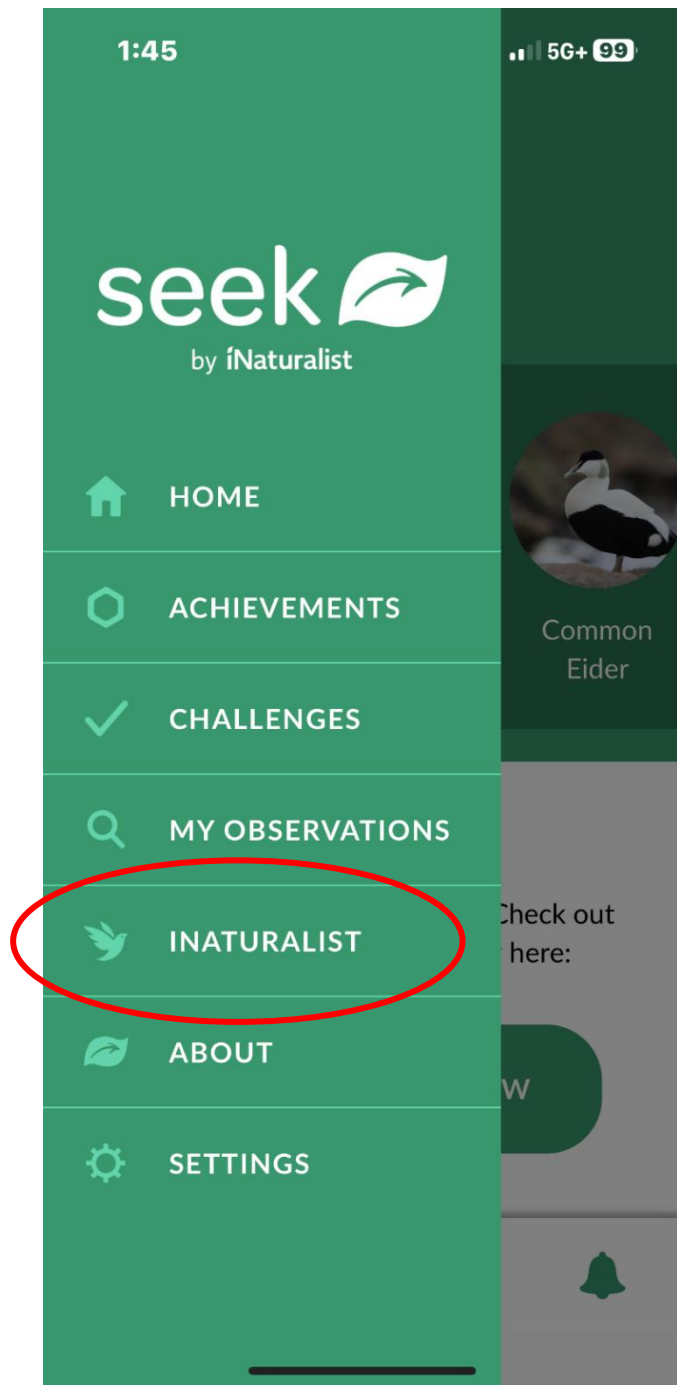 1:45
5G+ 99
seek
by iNaturalist
HOME
ACHIEVEMENTS
Common
Eider
CHALLENGES
MY OBSERVATIONS
Check out
here:
INATURALIST
ABOUT
W
SETTINGS